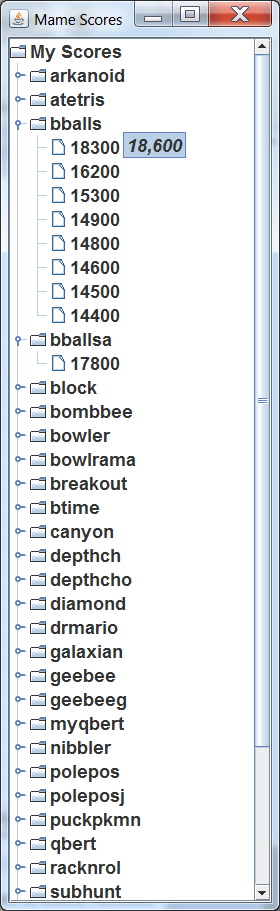 Mame Scores
My Scores
arkanoid
atetris
bballs
18300 18,600
16200
15300
14900
14800
14600
14500
14400
bballsa
17800
block
bombbee
bowler
bowlrama
breakout
btime
canyon
depthch
depthcho
diamond
drmario
galaxian
geebee
geebeeg
myqbert
nibbler
polepos
poleposj
puckpkmn
qbert
racknrol
subhunt